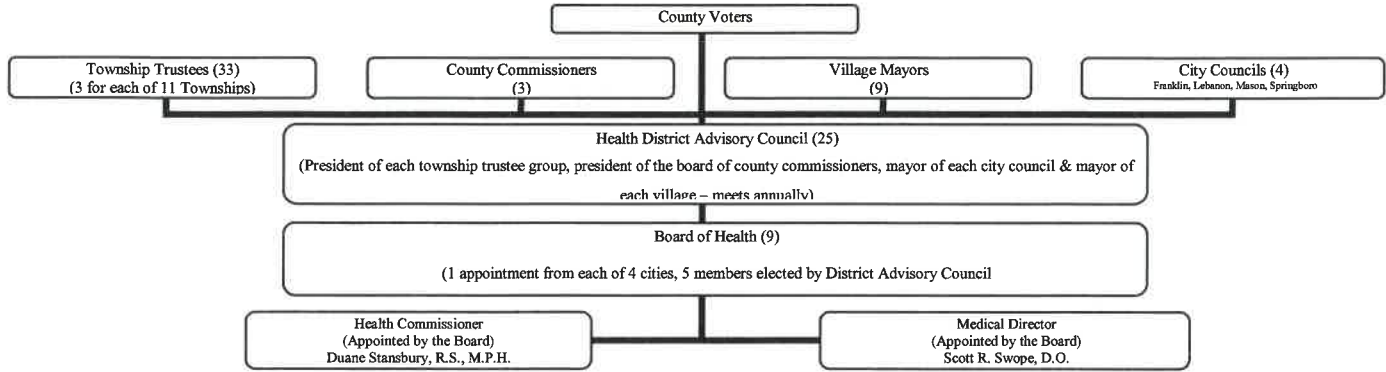 County Voters
Township Trustees (33)
(3 for each of 11 Townships)
County Commissioners
(3)
Village Mayors
(9)
City Councils (4)
Franklin, Lebanon, Mason, Springboro
Health District Advisory Council (25)
(President of each township trustee group, president of the board of county commissioners, mayor of each city council & mayor of
each village – meets annually)
Board of Health (9)
(1 appointment from each of 4 cities, 5 members elected by District Advisory Council
Health Commissioner
(Appointed by the Board)
Duane Stansbury, R.S., M.P.H.
Medical Director
(Appointed by the Board)
Scott R. Swope, D.O.